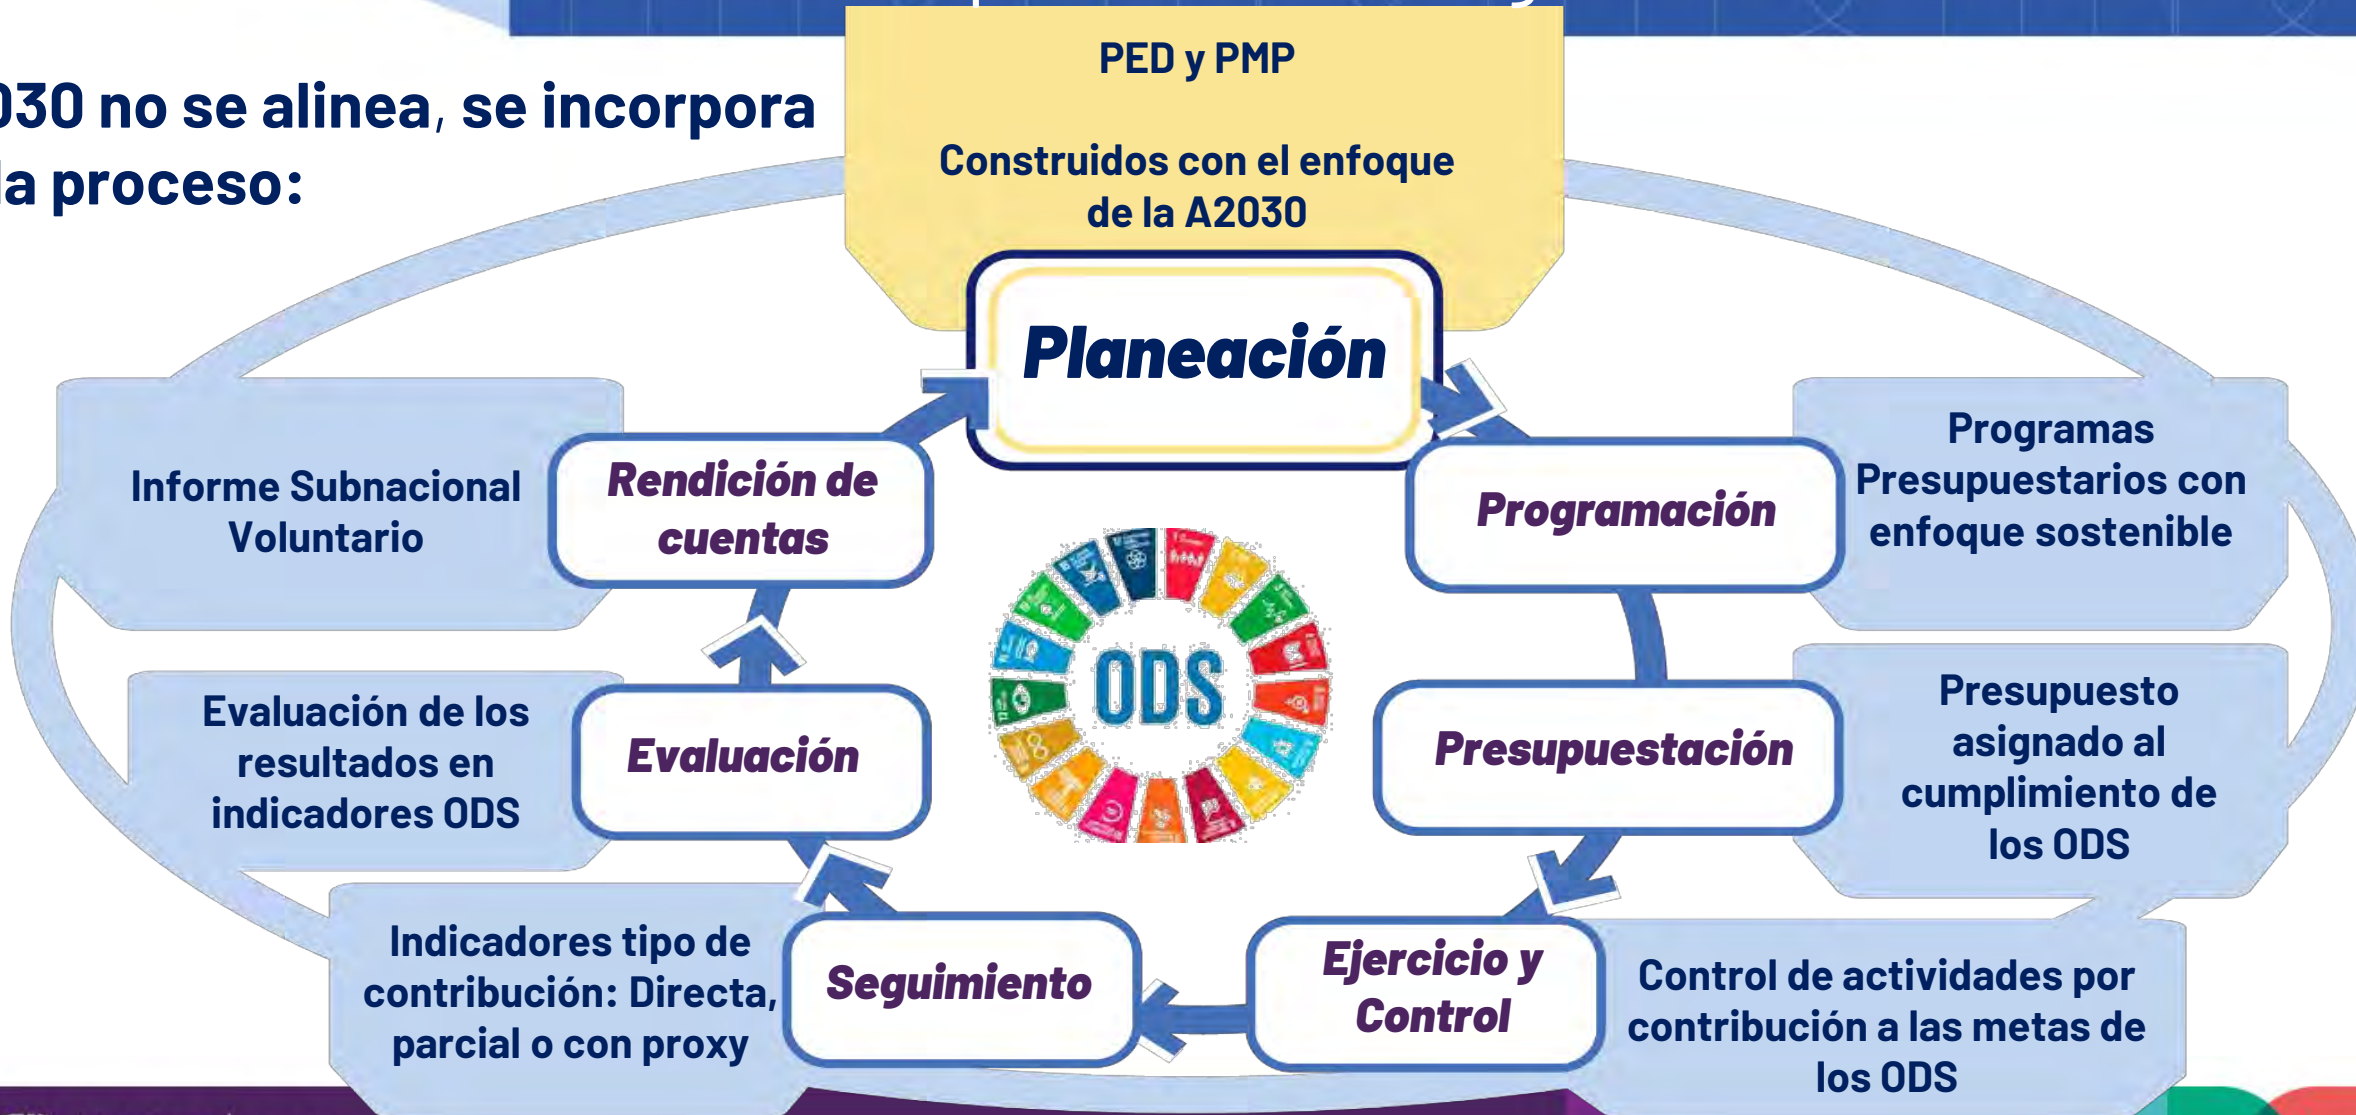 PED y PMP
Construidos con el enfoque
de la A2030
030 no se alinea, se incorpora
la proceso:
Planeación
Programación
Programas
Presupuestarios con
enfoque sostenible
Presupuestación
Presupuesto
asignado al
cumplimiento de
los ODS
Ejercicio y
Control
Control de actividades por
contribución a las metas de
los ODS
Seguimiento
Indicadores tipo de
contribución: Directa,
parcial o con proxy
Evaluación
Evaluación de los
resultados en
indicadores ODS
Rendición de
cuentas
Informe Subnacional
Voluntario
ODS